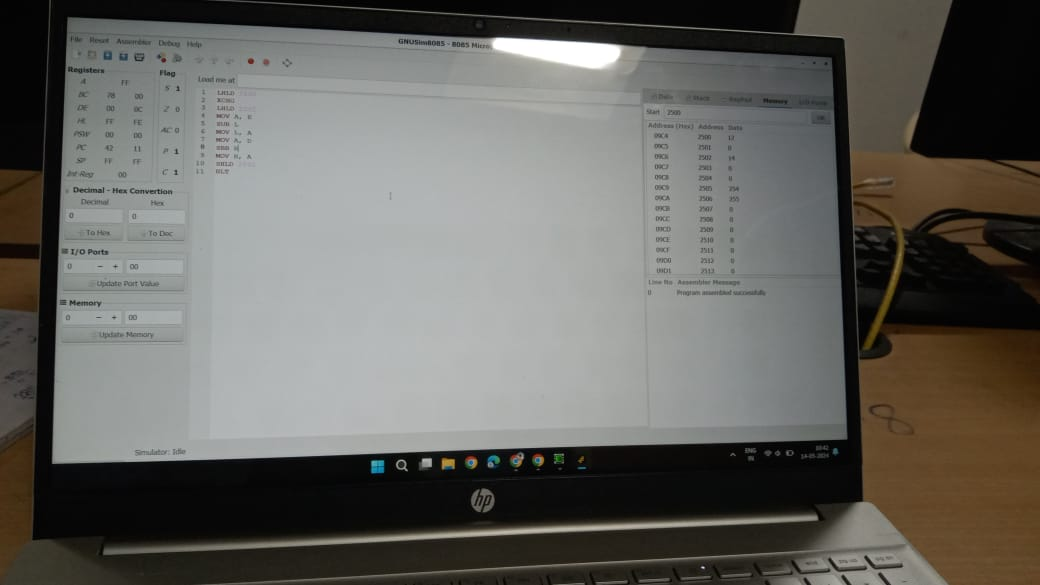 GNUSim8085 - 8085 Micro
File Reset Assembler Debug Help
Registers
A FF
BC 78 00
DE 00 0C
HL FF FE
PSW 00 00
PC 42 11
SP FF FF
Int-Reg 00
Flag
S 1
Z 0
AC 0
P 1
C 1
Decimal - Hex Convertion
Decimal Hex
0 0
To Hex To Dec
I/O Ports
0 − + 00
Update Port Value
Memory
0 − + 00
Update Memory
Simulator: Idle
Load me at
1 LHLD
2 XCHG
3 LHLD
4 MOV A, E
5 SUB L
6 MOV L, A
7 MOV A, D
8 SBB H
9 MOV H, A
10 SHLD
11 HLT
Data Stack KeyPad Memory I/O Ports
Start 2500 OK
Address (Hex) Address Data
09C4 2500 12
09C5 2501 0
09C6 2502 14
09C7 2503 0
09C8 2504 0
09C9 2505 254
09CA 2506 255
09CB 2507 0
09CC 2508 0
09CD 2509 0
09CE 2510 0
09CF 2511 0
09D0 2512 0
09D1 2513 0
Line No Assembler Message
0 Program assembled successfully
ENG
IN
10:42
14-05-2024
hp